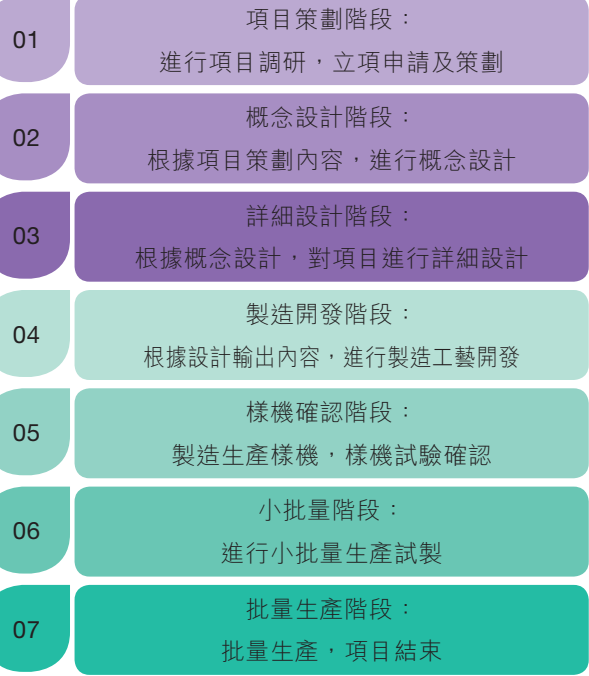 01
項目策劃階段：
進行項目調研，立項申請及策劃
02
概念設計階段：
根據項目策劃內容，進行概念設計
03
詳細設計階段：
根據概念設計，對項目進行詳細設計
04
製造開發階段：
根據設計輸出內容，進行製造工藝開發
05
樣機確認階段：
製造生產樣機，樣機試驗確認
06
小批量階段：
進行小批量生產試製
07
批量生產階段：
批量生產，項目結束